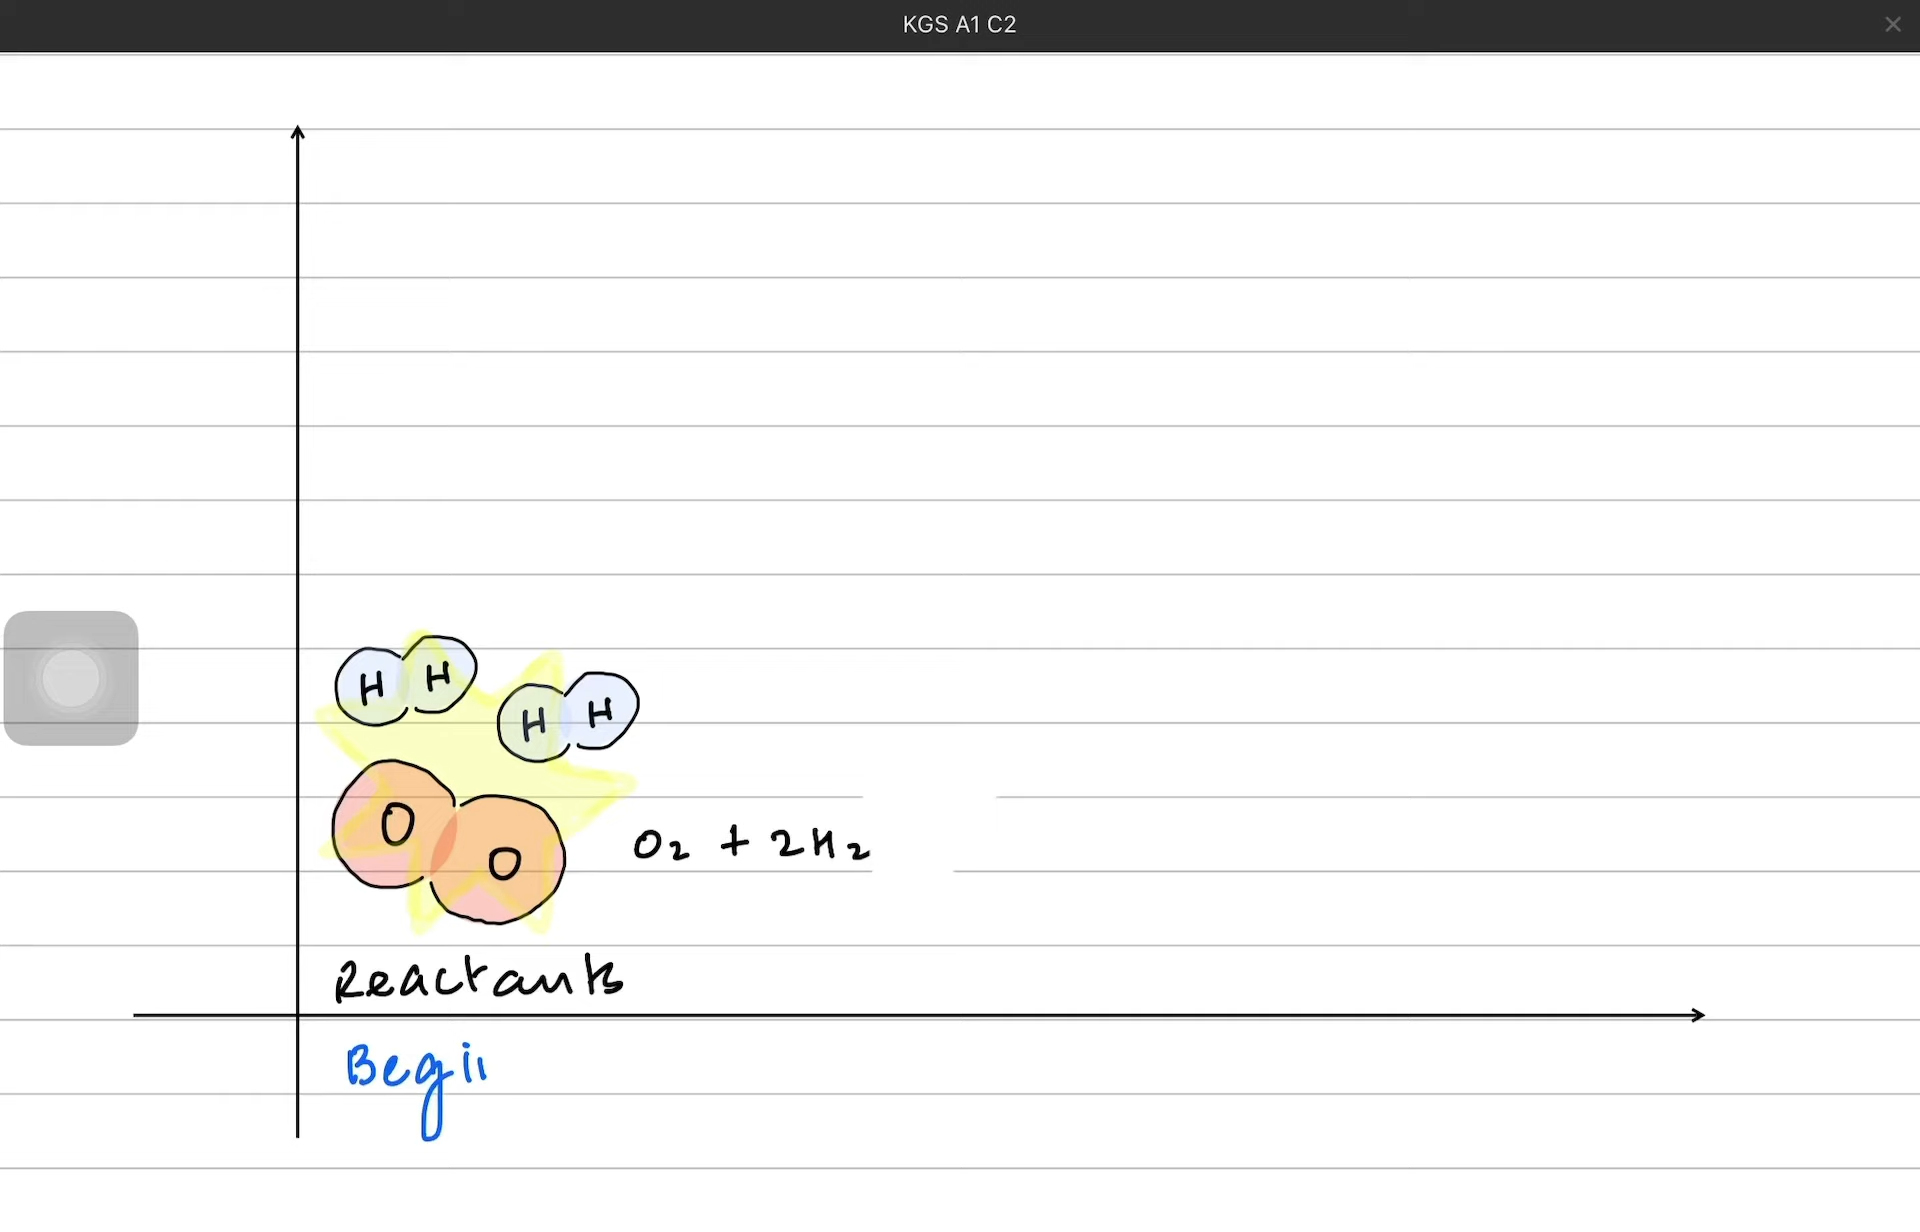 KGS A1 C2
H H
H H
O O
O₂ + 2H₂
Reactants
Begi